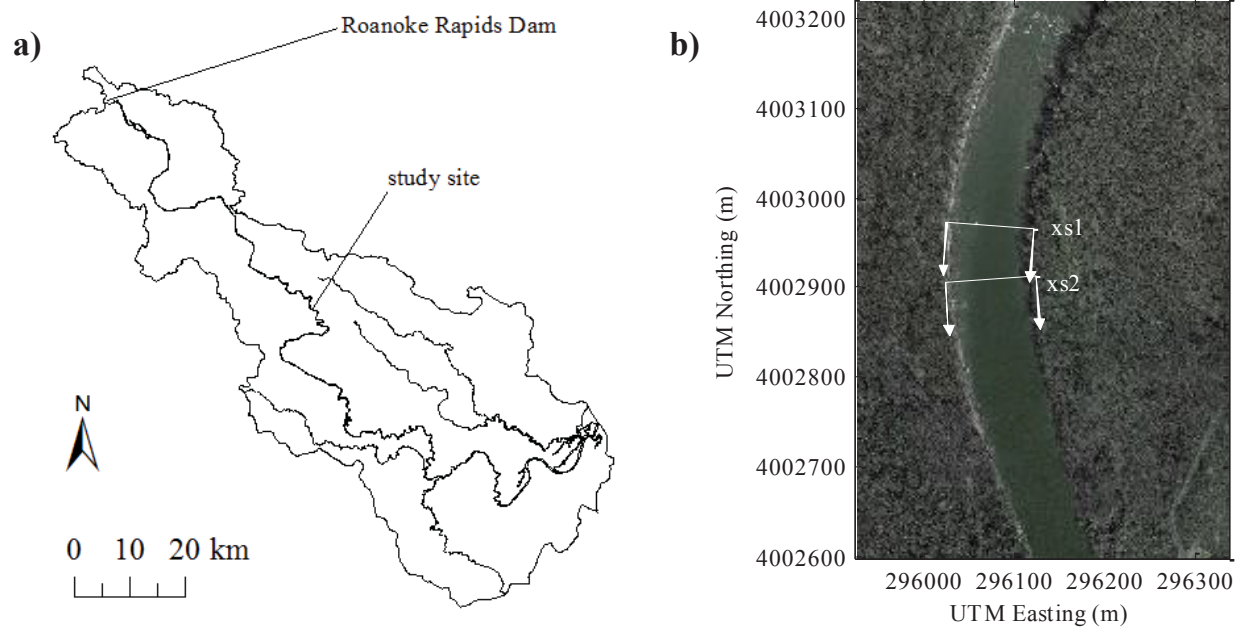 a)
Roanoke Rapids Dam
study site
N
0 10 20 km
b)
UTM Northing (m)
4003200
4003100
4003000
4002900
4002800
4002700
4002600
xs1
xs2
296000 296100 296200 296300
UTM Easting (m)